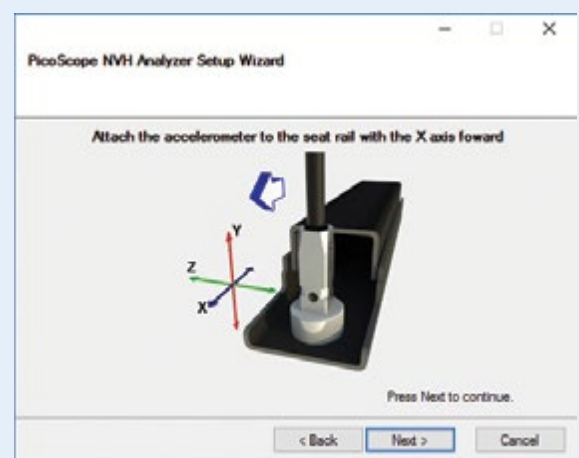 PicoScope NVH Analyzer Setup Wizard
Attach the accelerometer to the seat rail with the X axis foward
Y
Z
X
Press Next to continue.
< Back
Next >
Cancel